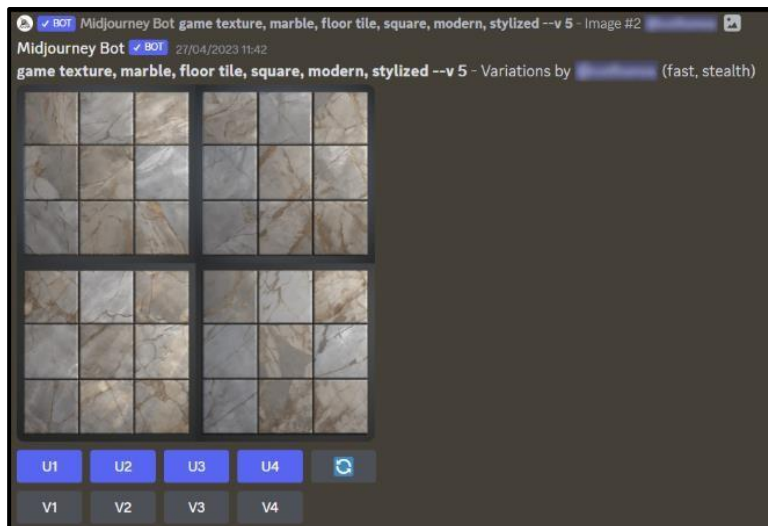 ✓ BOT Midjourney Bot game texture, marble, floor tile, square, modern, stylized --v 5 - Image #2
Midjourney Bot ✓ BOT 27/04/2023 11:42
game texture, marble, floor tile, square, modern, stylized --v 5 - Variations by (fast, stealth)
U1 U2 U3 U4
V1 V2 V3 V4